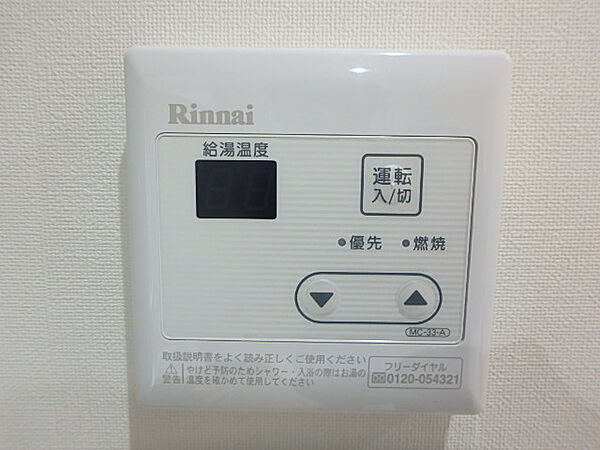 Rinnai
給湯温度
運転
入/切
優先
燃焼
MC-33-A
取扱説明書をよく読み正しくご使用ください
警告
やけど予防のためシャワー・入浴の際はお湯の
温度を確かめて使用してください
フリーダイヤル
0120-054321